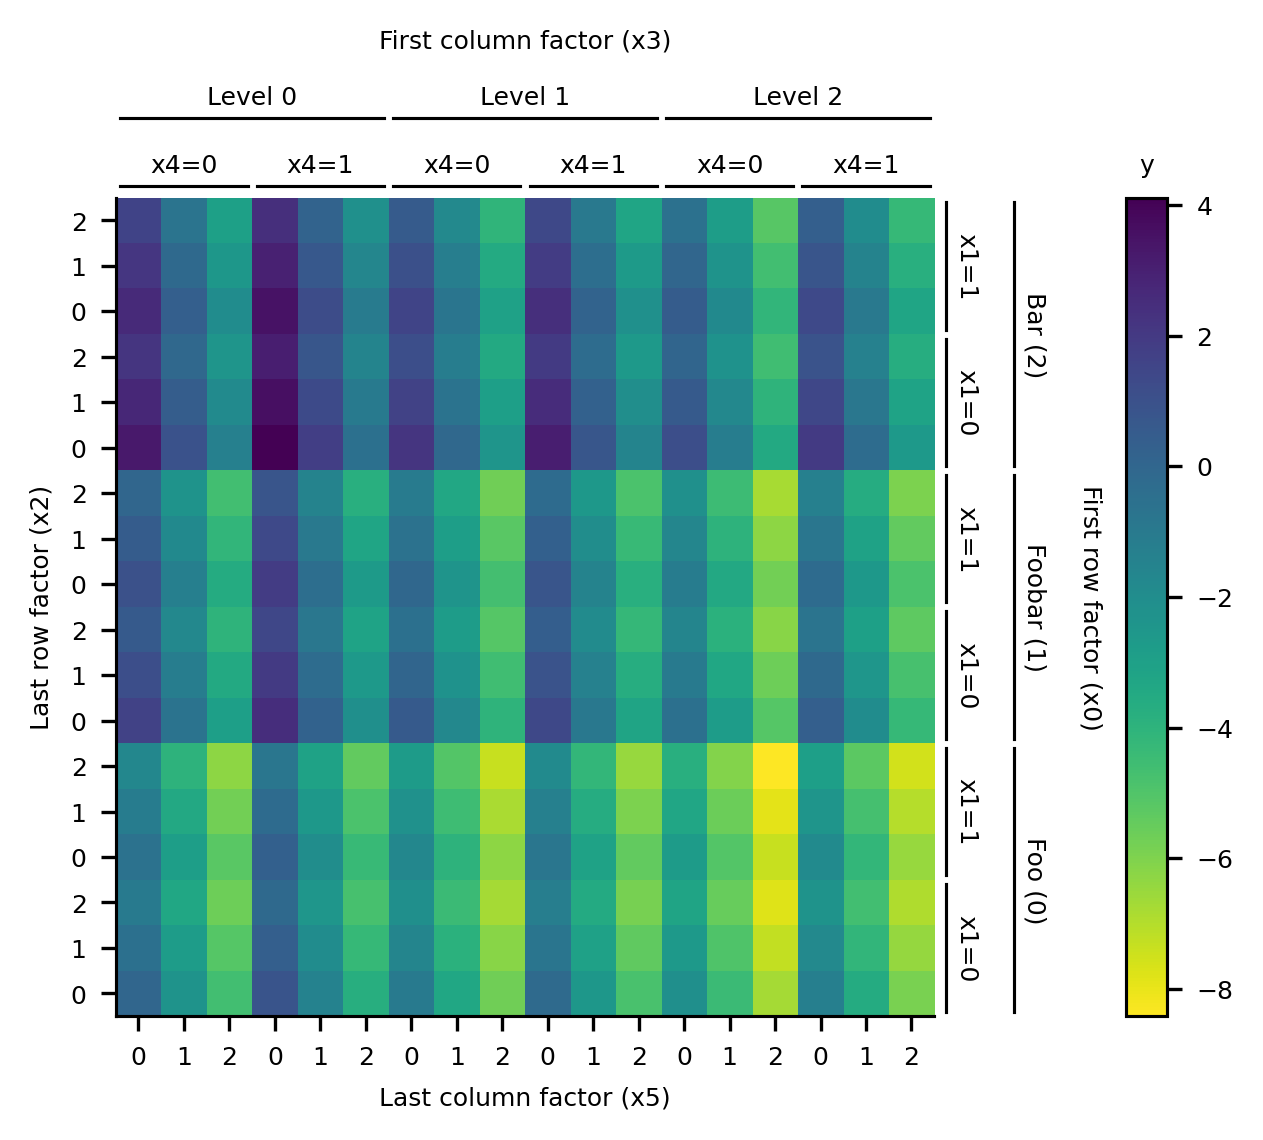 First column factor (x3)
Level 0 Level 1 Level 2
x4=0 x4=1 x4=0 x4=1 x4=0 x4=1
y
2
1
0
2
1
0
2
1
0
2
1
0
2
1
0
2
1
0
Last row factor (x2)
x1=1
x1=0
x1=1
x1=0
x1=1
x1=0
Bar (2)
Foobar (1)
Foo (0)
First row factor (x0)
4
2
0
−2
−4
−6
−8
0 1 2 0 1 2 0 1 2 0 1 2 0 1 2 0 1 2
Last column factor (x5)